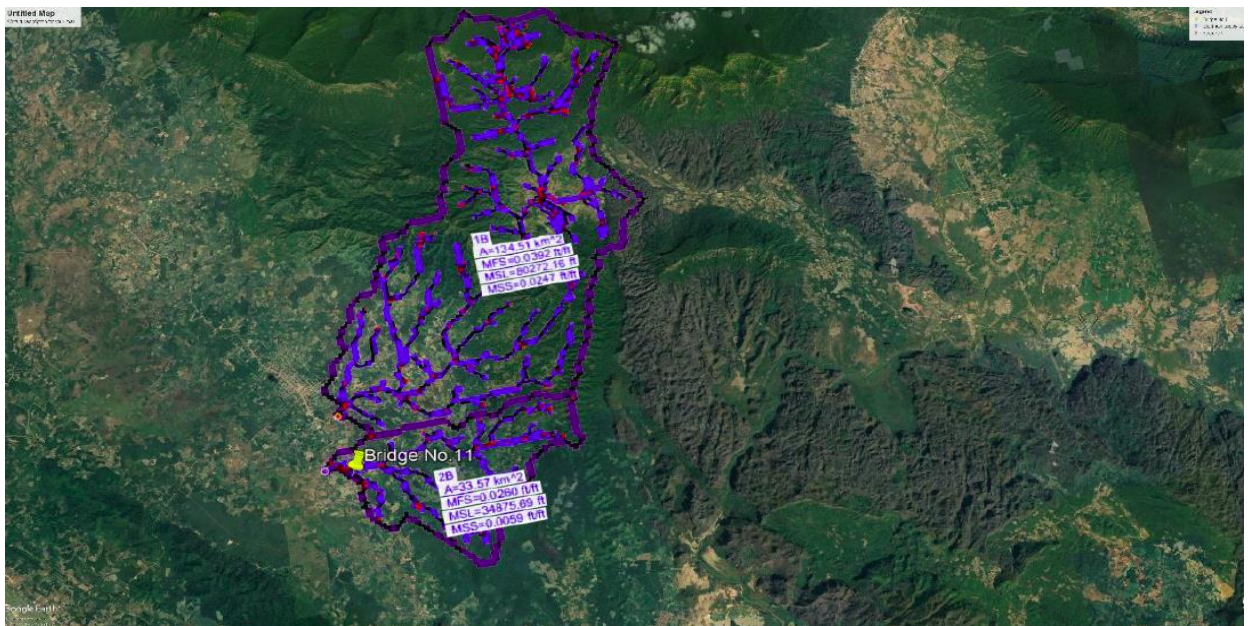 Untitled Map
1B
A=134.51 km^2
MFS=0.0392 ft/ft
MSL=80272.16 ft
MSS=0.0247 ft/ft
Bridge No.11
2B
A=33.57 km^2
MFS=0.0260 ft/ft
MSL=34875.69 ft
MSS=0.0059 ft/ft
Google Earth
Legend